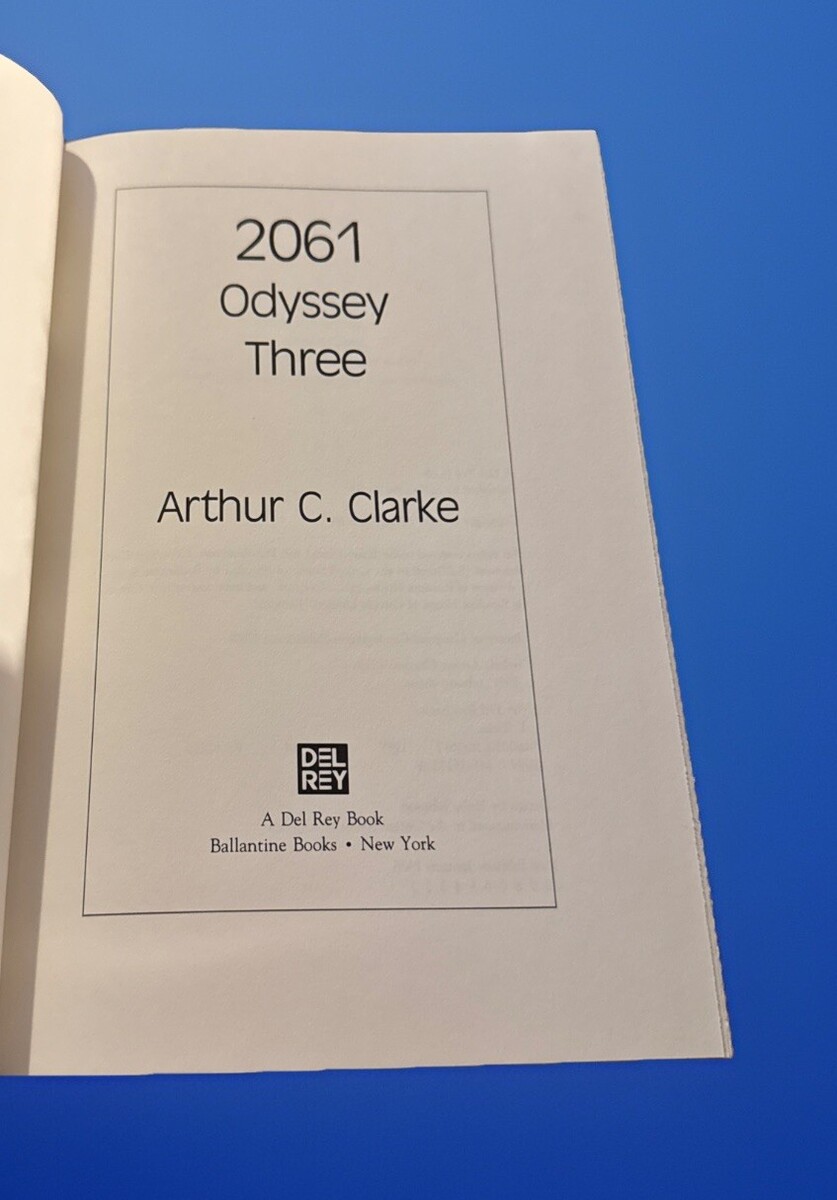 2061
Odyssey
Three
Arthur C. Clarke
DEL
REY
A Del Rey Book
Ballantine Books • New York